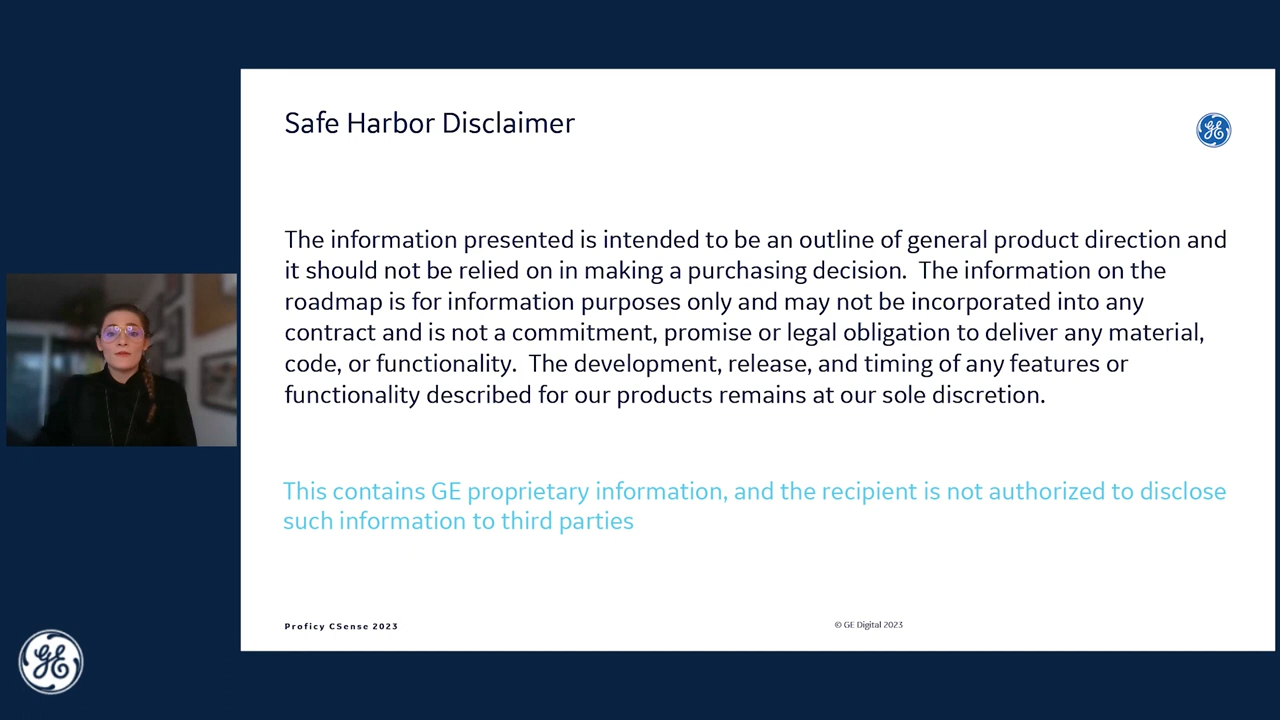 Safe Harbor Disclaimer
The information presented is intended to be an outline of general product direction and
it should not be relied on in making a purchasing decision.  The information on the
roadmap is for information purposes only and may not be incorporated into any
contract and is not a commitment, promise or legal obligation to deliver any material,
code, or functionality.  The development, release, and timing of any features or
functionality described for our products remains at our sole discretion.
This contains GE proprietary information, and the recipient is not authorized to disclose
such information to third parties
Proficy CSense 2023
© GE Digital 2023
GE
GE